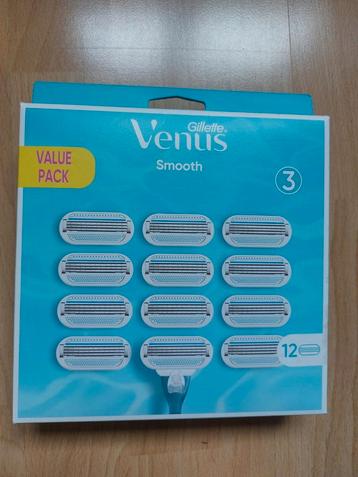 Gillette
Venus
Smooth
VALUE
PACK
3
12